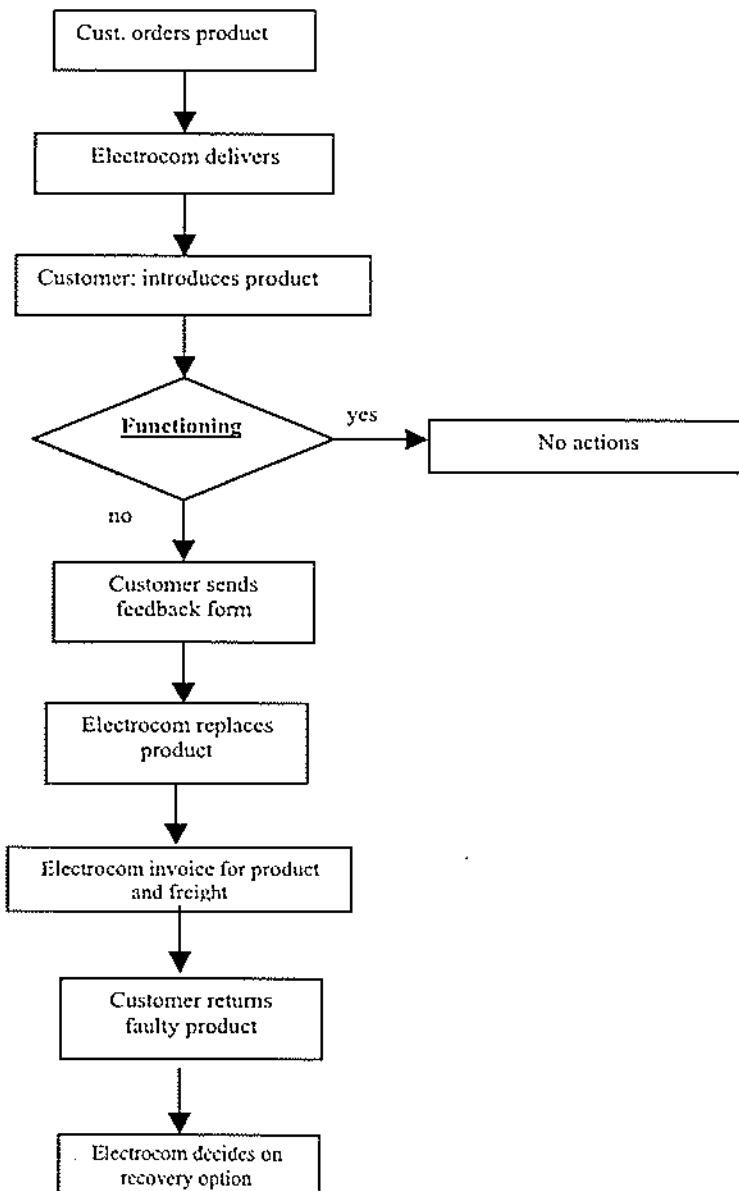 Cust. orders product
Electrocom delivers
Customer: introduces product
Functioning
yes
No actions
no
Customer sends
feedback form
Electrocom replaces
product
Electrocom invoice for product
and freight
Customer returns
faulty product
Electrocom decides on
recovery option